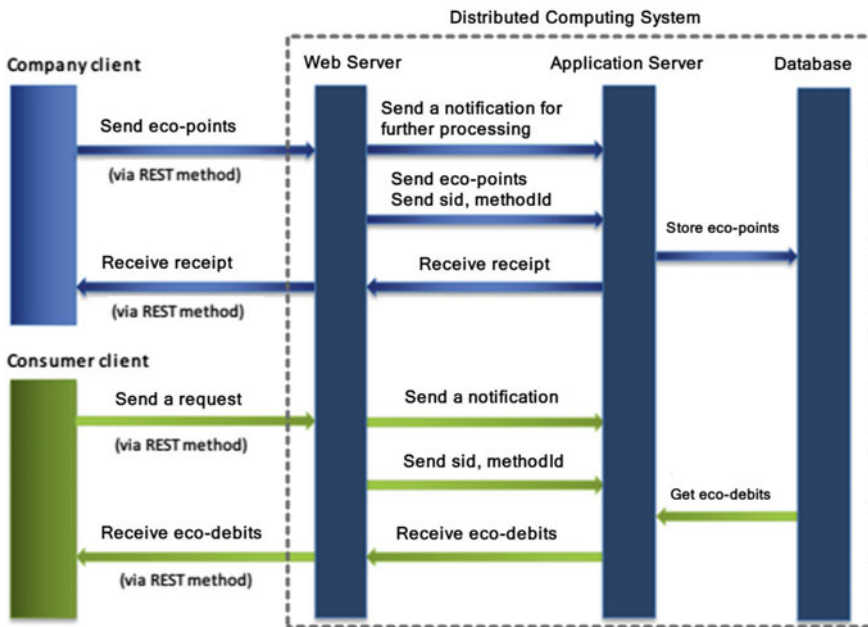 Distributed Computing System
Company client
Web Server
Application Server
Database
Send eco-points
(via REST method)
Send a notification for
further processing
Send eco-points
Send sid, methodId
Store eco-points
Receive receipt
(via REST method)
Receive receipt
Consumer client
Send a request
(via REST method)
Send a notification
Send sid, methodId
Get eco-debits
Receive eco-debits
(via REST method)
Receive eco-debits